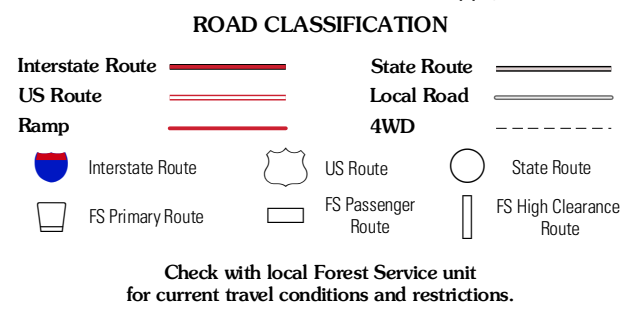 ROAD CLASSIFICATION
Interstate Route
State Route
US Route
Local Road
Ramp
4WD
Interstate Route
US Route
State Route
FS Primary Route
FS Passenger
Route
FS High Clearance
Route
Check with local Forest Service unit
for current travel conditions and restrictions.